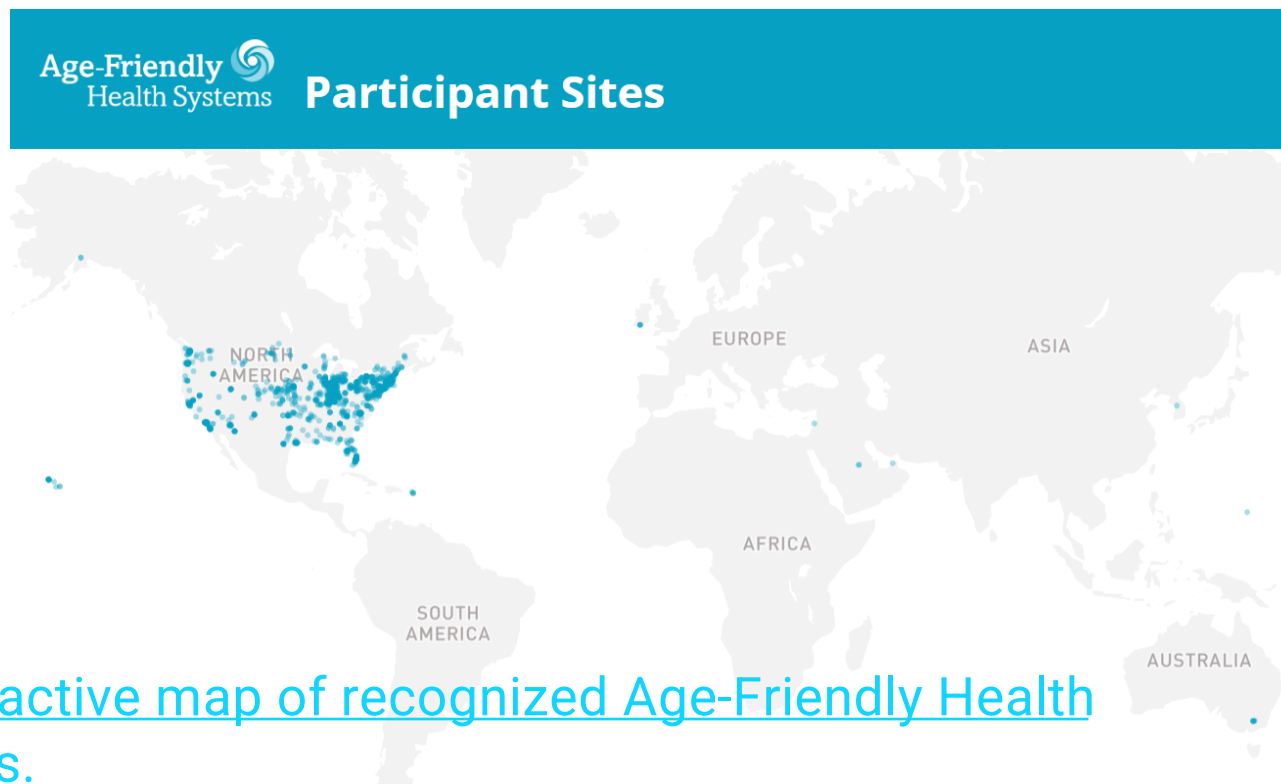 Age-Friendly
Health Systems
Participant Sites
NORTH
AMERICA
EUROPE
ASIA
AFRICA
SOUTH
AMERICA
AUSTRALIA
active map of recognized Age-Friendly Health
s.